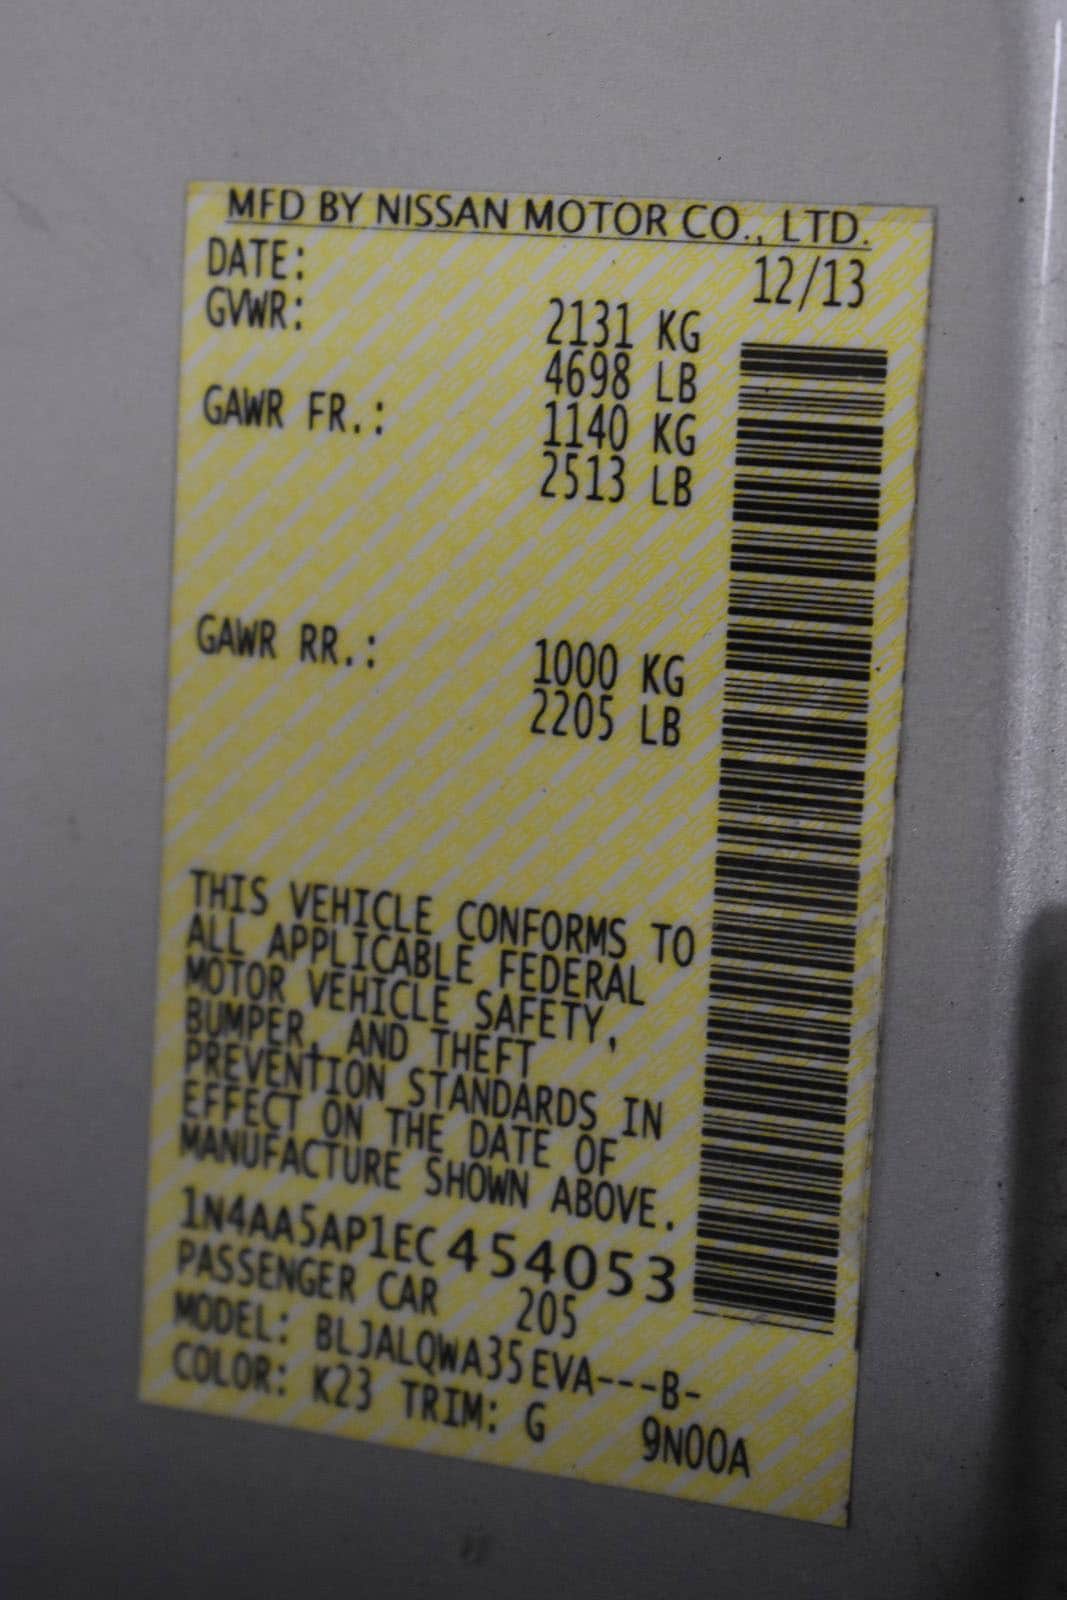 MFD BY NISSAN MOTOR CO., LTD.
DATE: 12/13
GVWR: 2131 KG
4698 LB
GAWR FR.: 1140 KG
2513 LB
GAWR RR.: 1000 KG
2205 LB
THIS VEHICLE CONFORMS TO
ALL APPLICABLE FEDERAL
MOTOR VEHICLE SAFETY,
BUMPER, AND THEFT
PREVENTION STANDARDS IN
EFFECT ON THE DATE OF
MANUFACTURE SHOWN ABOVE.
1N4AA5AP1EC454053
PASSENGER CAR 205
MODEL: BLJALQWA35EVA---B-
COLOR: K23 TRIM: G 9N00A